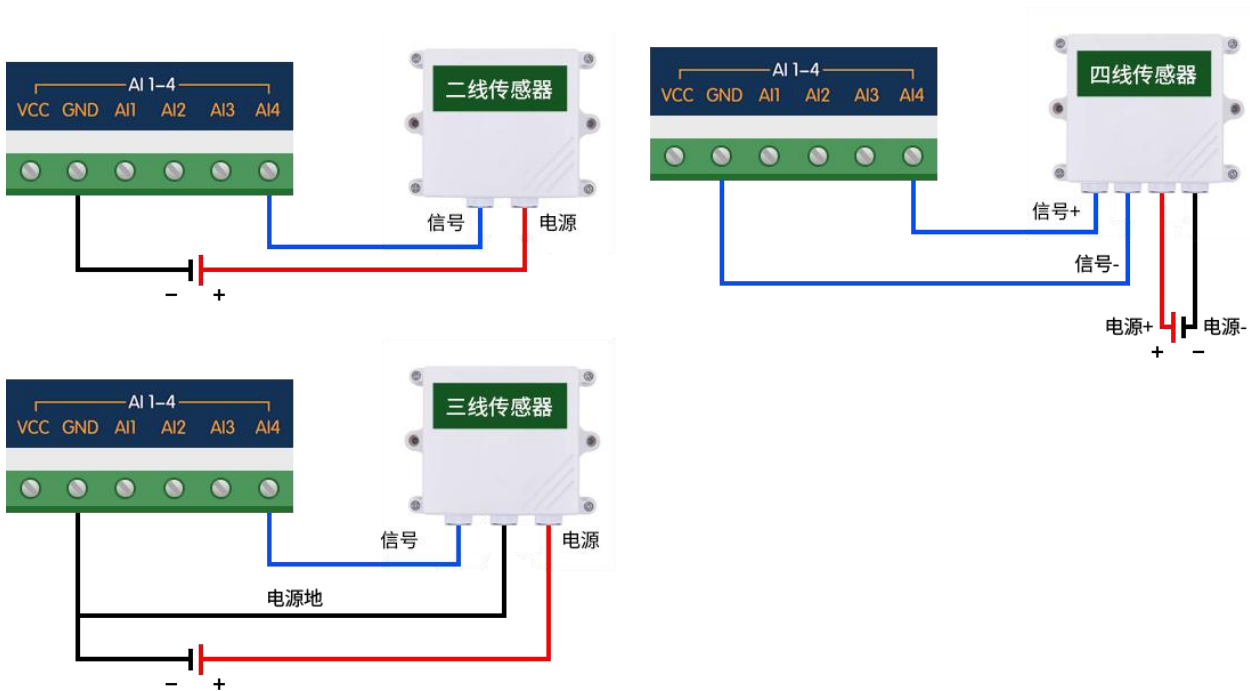 AI 1-4
VCC GND AI1 AI2 AI3 AI4
二线传感器
信号 电源
- +
AI 1-4
VCC GND AI1 AI2 AI3 AI4
四线传感器
信号+
信号-
电源+ 电源-
+ -
AI 1-4
VCC GND AI1 AI2 AI3 AI4
三线传感器
信号 电源
电源地
- +